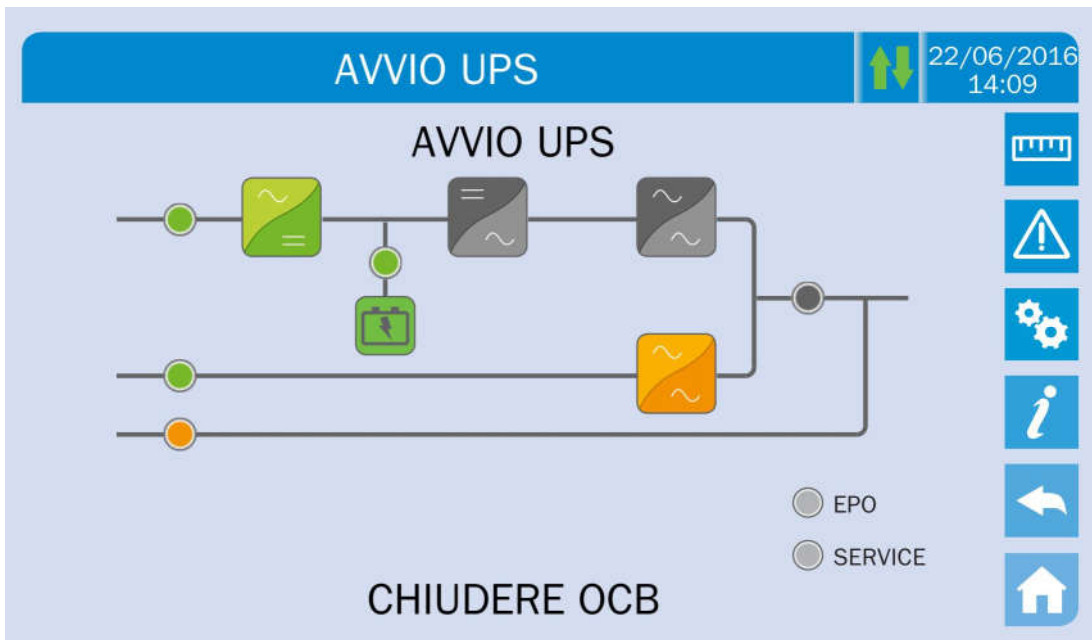 AVVIO UPS
22/06/2016
14:09
AVVIO UPS
EPO
SERVICE
CHIUDERE OCB